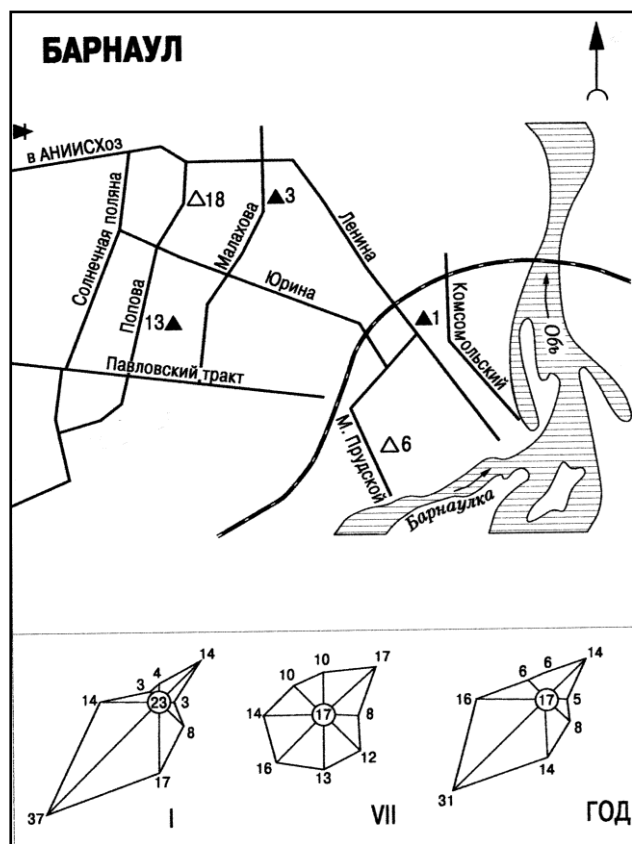 БАРНАУЛ
в АНИИСХоз
Солнечная поляна
△18
▲3
Малахова
Ленина
Попова
Юрина
13▲
▲1
Комсомольский
Обь
Павловский тракт
М. Прудской
△6
Барнаулка
14
4
3
14
23
3
8
17
37
I
10
10
17
14
17
8
12
16
13
VII
6
6
14
16
17
5
8
14
31
ГОД